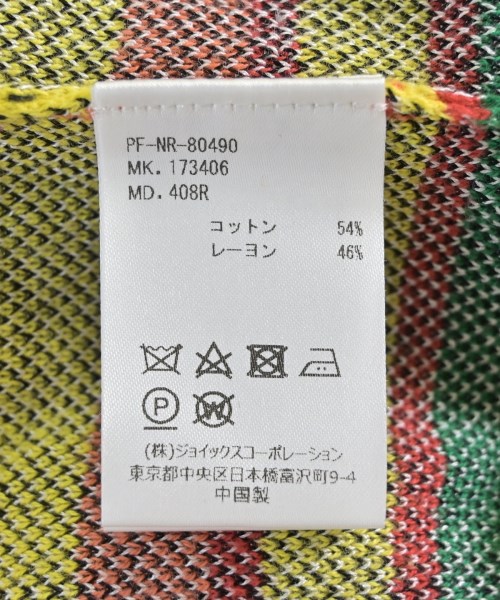 PF-NR-80490
MK. 173406
MD. 408R
コットン 54%
レーヨン 46%
P W
(株)ジョイックスコーポレーション
東京都中央区日本橋富沢町9-4
中国製